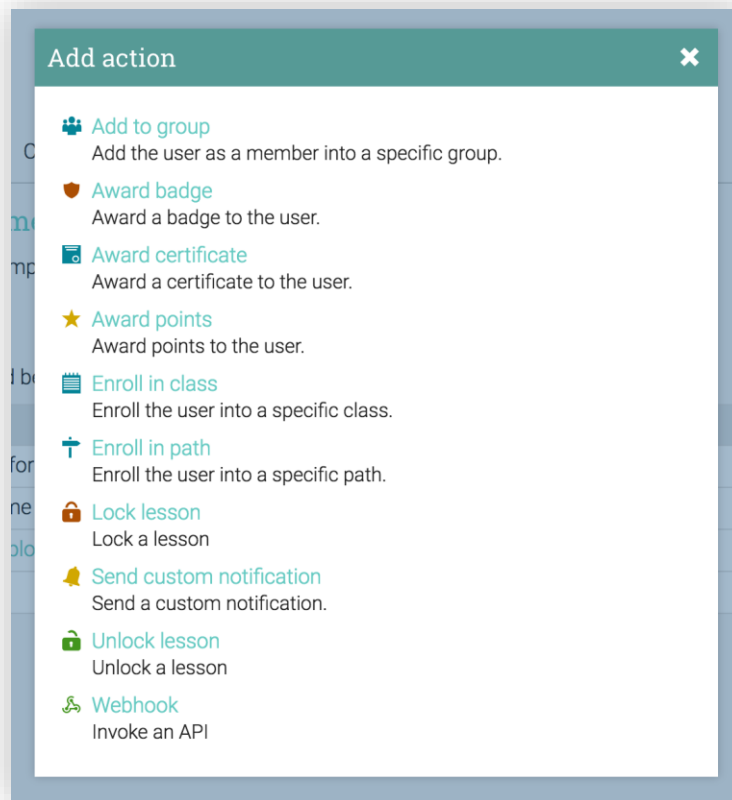 Add action
Add to group
Add the user as a member into a specific group.
Award badge
Award a badge to the user.
Award certificate
Award a certificate to the user.
Award points
Award points to the user.
Enroll in class
Enroll the user into a specific class.
Enroll in path
Enroll the user into a specific path.
Lock lesson
Lock a lesson
Send custom notification
Send a custom notification.
Unlock lesson
Unlock a lesson
Webhook
Invoke an API